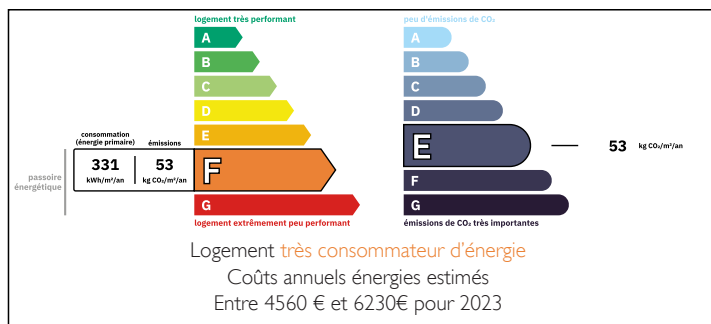 logement très performant
A
B
C
D
E
consommation
(énergie primaire)
émissions
331
kWh/m²/an
53
kg CO₂/m²/an
F
passoire
énergétique
G
logement extrêmement peu performant
peu d'émissions de CO₂
A
B
C
D
E
53 kg CO₂/m²/an
F
G
émissions de CO₂ très importantes
Logement très consommateur d'énergie
Coûts annuels énergies estimés
Entre 4560 € et 6230€ pour 2023